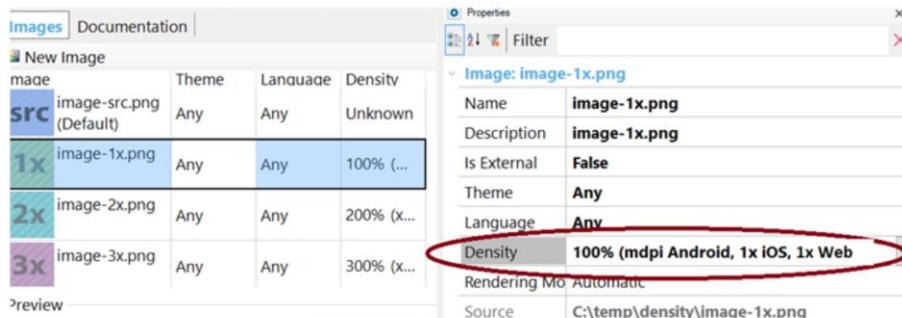 Images Documentation
New Image
mage Theme Language Density
src image-src.png (Default) Any Any Unknown
1x image-1x.png Any Any 100% (...
2x image-2x.png Any Any 200% (x...
3x image-3x.png Any Any 300% (x...
Preview
Properties
Filter
Image: image-1x.png
Name image-1x.png
Description image-1x.png
Is External False
Theme Any
Language Any
Density 100% (mdpi Android, 1x iOS, 1x Web
Rendering Mo Automatic
Source C:\temp\density\image-1x.png